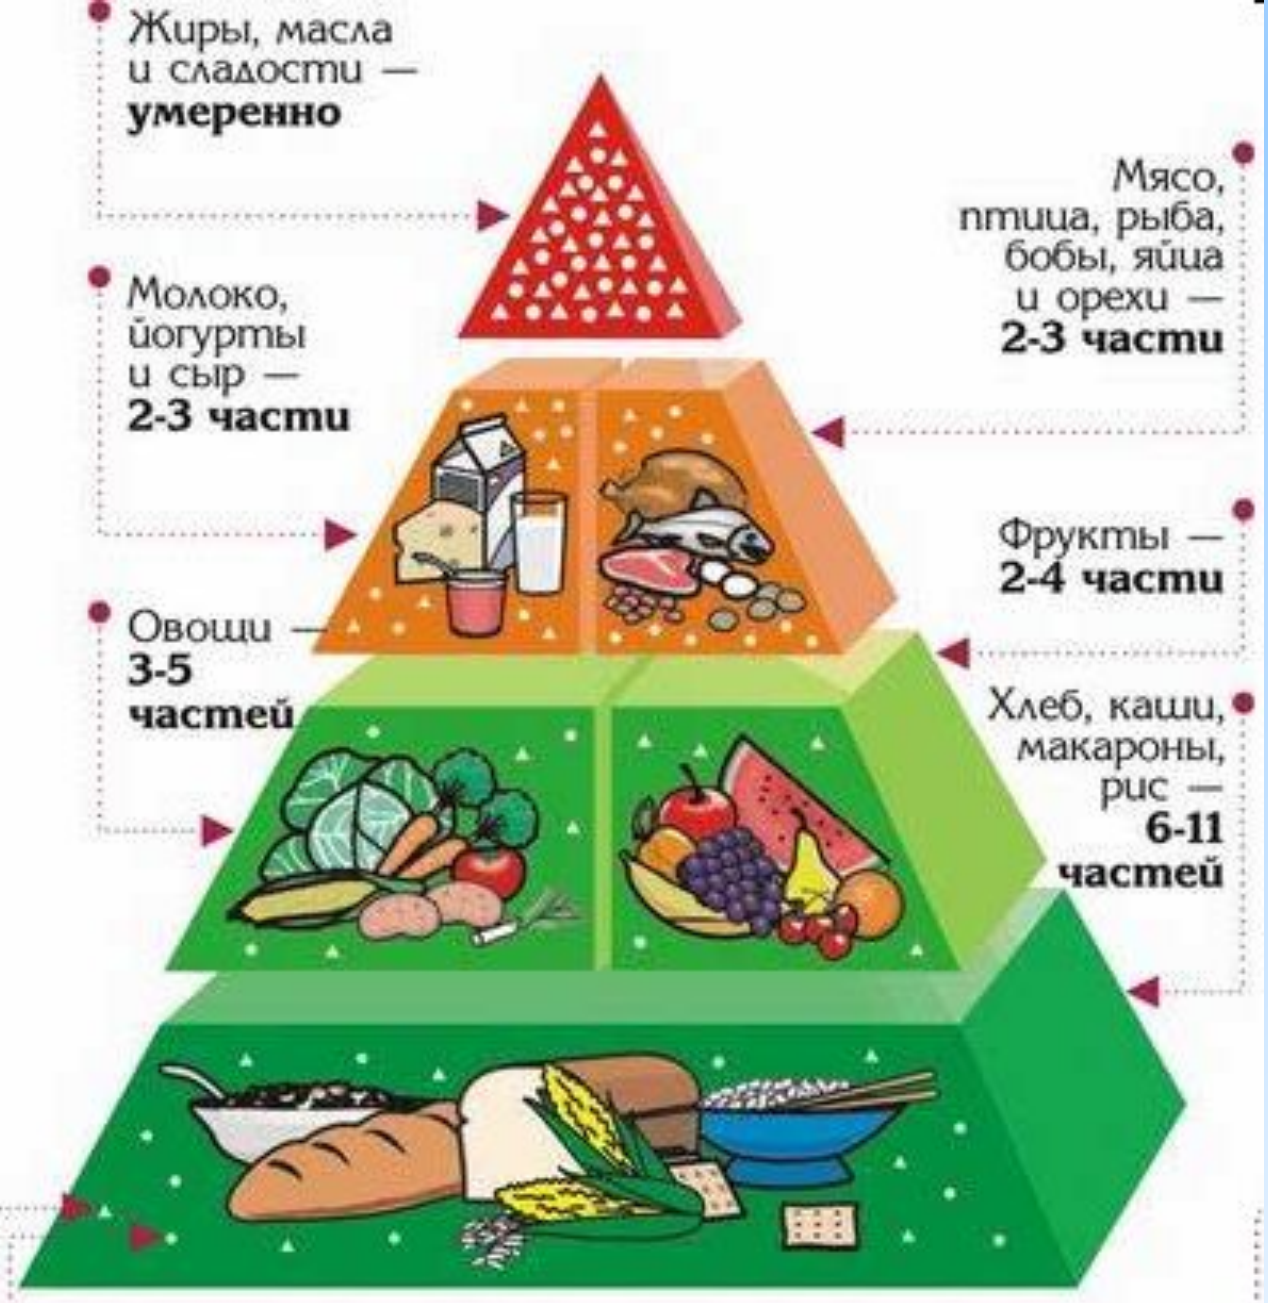 Жиры, масла
и сладости —
умеренно
Мясо,
птица, рыба,
бобы, яйца
и орехи —
2-3 части
Молоко,
йогурты
и сыр —
2-3 части
Фрукты —
2-4 части
Овощи —
3-5
частей
Хлеб, каши,
макароны,
рис —
6-11
частей